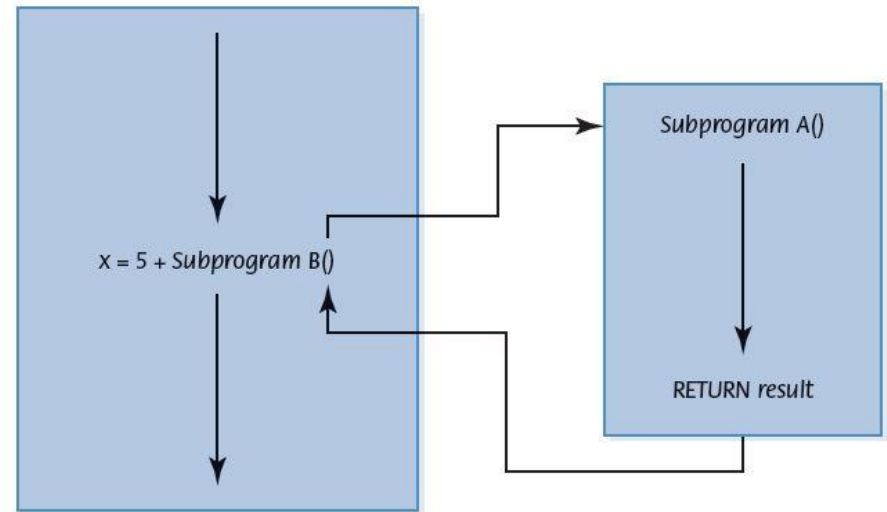 x = 5 + Subprogram B()
Subprogram A()
RETURN result